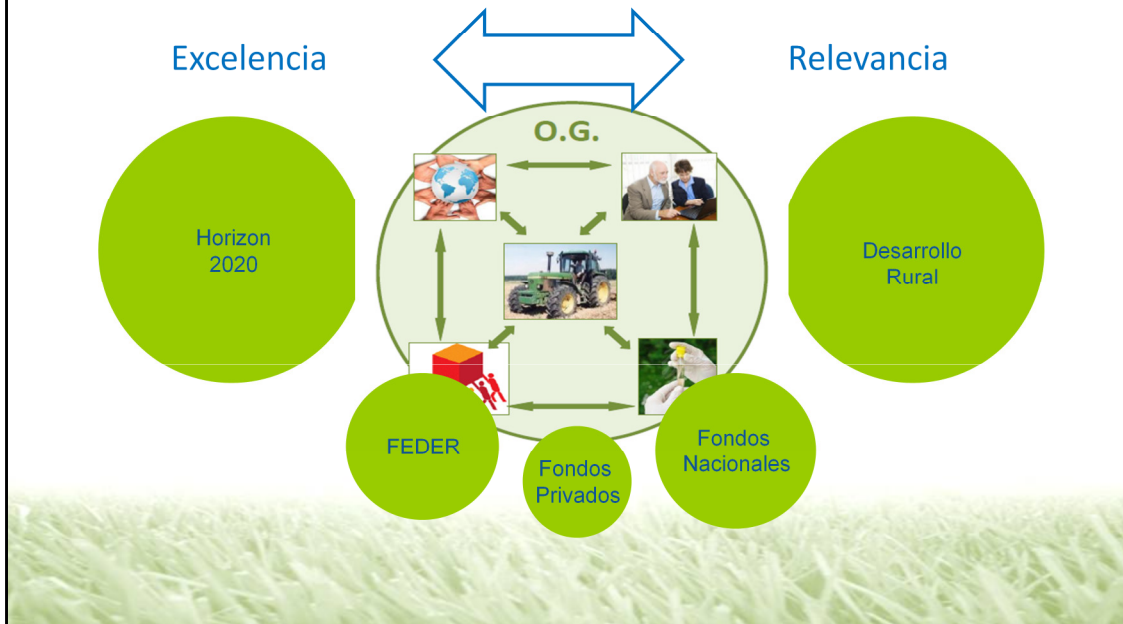 Excelencia
Relevancia
O.G.
Horizon
2020
Desarrollo
Rural
FEDER
Fondos
Privados
Fondos
Nacionales